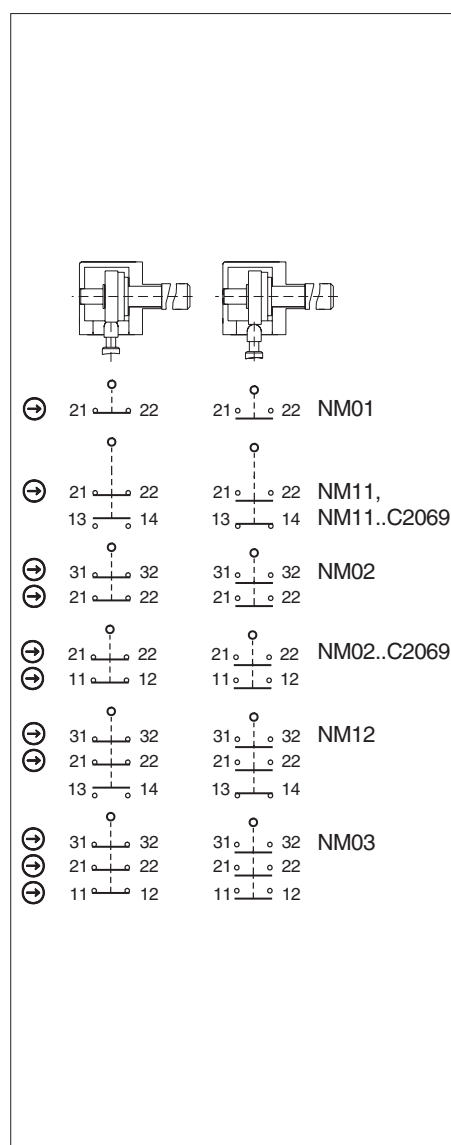 21 22 21 22 NM01
21 22 21 22 NM11,
13 14 13 14 NM11..C2069
31 32 31 32 NM02
21 22 21 22
21 22 21 22 NM02..C2069
11 12 11 12
31 32 31 32 NM12
21 22 21 22
13 14 13 14
31 32 31 32 NM03
21 22 21 22
11 12 11 12